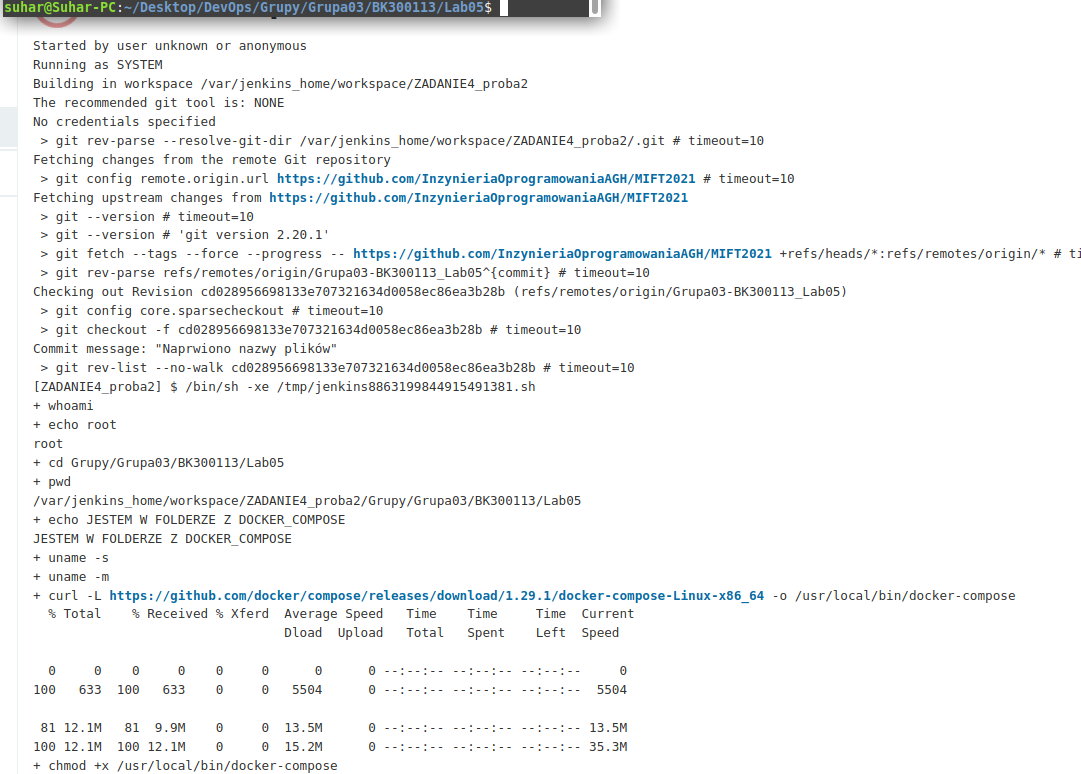 suhar@Suhar-PC:~/Desktop/DevOps/Grupy/Grupa03/BK300113/Lab05$
Started by user unknown or anonymous
Running as SYSTEM
Building in workspace /var/jenkins_home/workspace/ZADANIE4_proba2
The recommended git tool is: NONE
No credentials specified
 > git rev-parse --resolve-git-dir /var/jenkins_home/workspace/ZADANIE4_proba2/.git # timeout=10
Fetching changes from the remote Git repository
 > git config remote.origin.url https://github.com/InzynieriaOprogramowaniaAGH/MIFT2021 # timeout=10
Fetching upstream changes from https://github.com/InzynieriaOprogramowaniaAGH/MIFT2021
 > git --version # timeout=10
 > git --version # 'git version 2.20.1'
 > git fetch --tags --force --progress -- https://github.com/InzynieriaOprogramowaniaAGH/MIFT2021 +refs/heads/*:refs/remotes/origin/* # ti
 > git rev-parse refs/remotes/origin/Grupa03-BK300113_Lab05^{commit} # timeout=10
Checking out Revision cd028956698133e707321634d0058ec86ea3b28b (refs/remotes/origin/Grupa03-BK300113_Lab05)
 > git config core.sparsecheckout # timeout=10
 > git checkout -f cd028956698133e707321634d0058ec86ea3b28b # timeout=10
Commit message: "Naprwiono nazwy plików"
 > git rev-list --no-walk cd028956698133e707321634d0058ec86ea3b28b # timeout=10
[ZADANIE4_proba2] $ /bin/sh -xe /tmp/jenkins8863199844915491381.sh
+ whoami
+ echo root
root
+ cd Grupy/Grupa03/BK300113/Lab05
+ pwd
/var/jenkins_home/workspace/ZADANIE4_proba2/Grupy/Grupa03/BK300113/Lab05
+ echo JESTEM W FOLDERZE Z DOCKER_COMPOSE
JESTEM W FOLDERZE Z DOCKER_COMPOSE
+ uname -s
+ uname -m
+ curl -L https://github.com/docker/compose/releases/download/1.29.1/docker-compose-Linux-x86_64 -o /usr/local/bin/docker-compose
  % Total    % Received % Xferd  Average Speed   Time    Time     Time  Current
                                 Dload  Upload   Total   Spent    Left  Speed
  0     0    0     0    0     0      0      0 --:--:-- --:--:-- --:--:--     0
100   633  100   633    0     0   5504      0 --:--:-- --:--:-- --:--:--  5504
 81 12.1M   81  9.9M    0     0  13.5M      0 --:--:-- --:--:-- --:--:-- 13.5M
100 12.1M  100 12.1M    0     0  15.2M      0 --:--:-- --:--:-- --:--:-- 35.3M
+ chmod +x /usr/local/bin/docker-compose